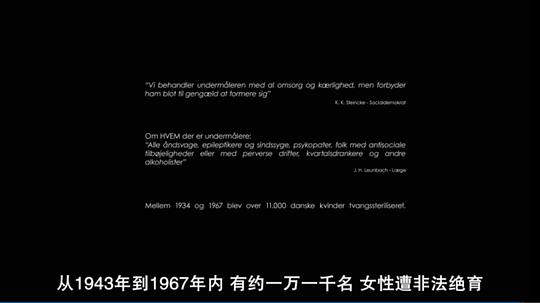 "Vi behandler undermåleren med al omsorg og kærlighed, men forbyder
ham blot til gengæld at formere sig"
K. K. Steincke - Socialdemokrat
Om HVEM der er undermålere:
"Alle åndsvage, epileptikere og sindssyge, psykopater, folk med antisociale
tilbøjeligheder eller med perverse drifter, kvartalsdrankere og andre
alkoholister"
J. H. Leunbach - Læge
Mellem 1934 og 1967 blev over 11.000 danske kvinder tvangssteriliseret.
从1943年到1967年内 有约一万一千名 女性遭非法绝育